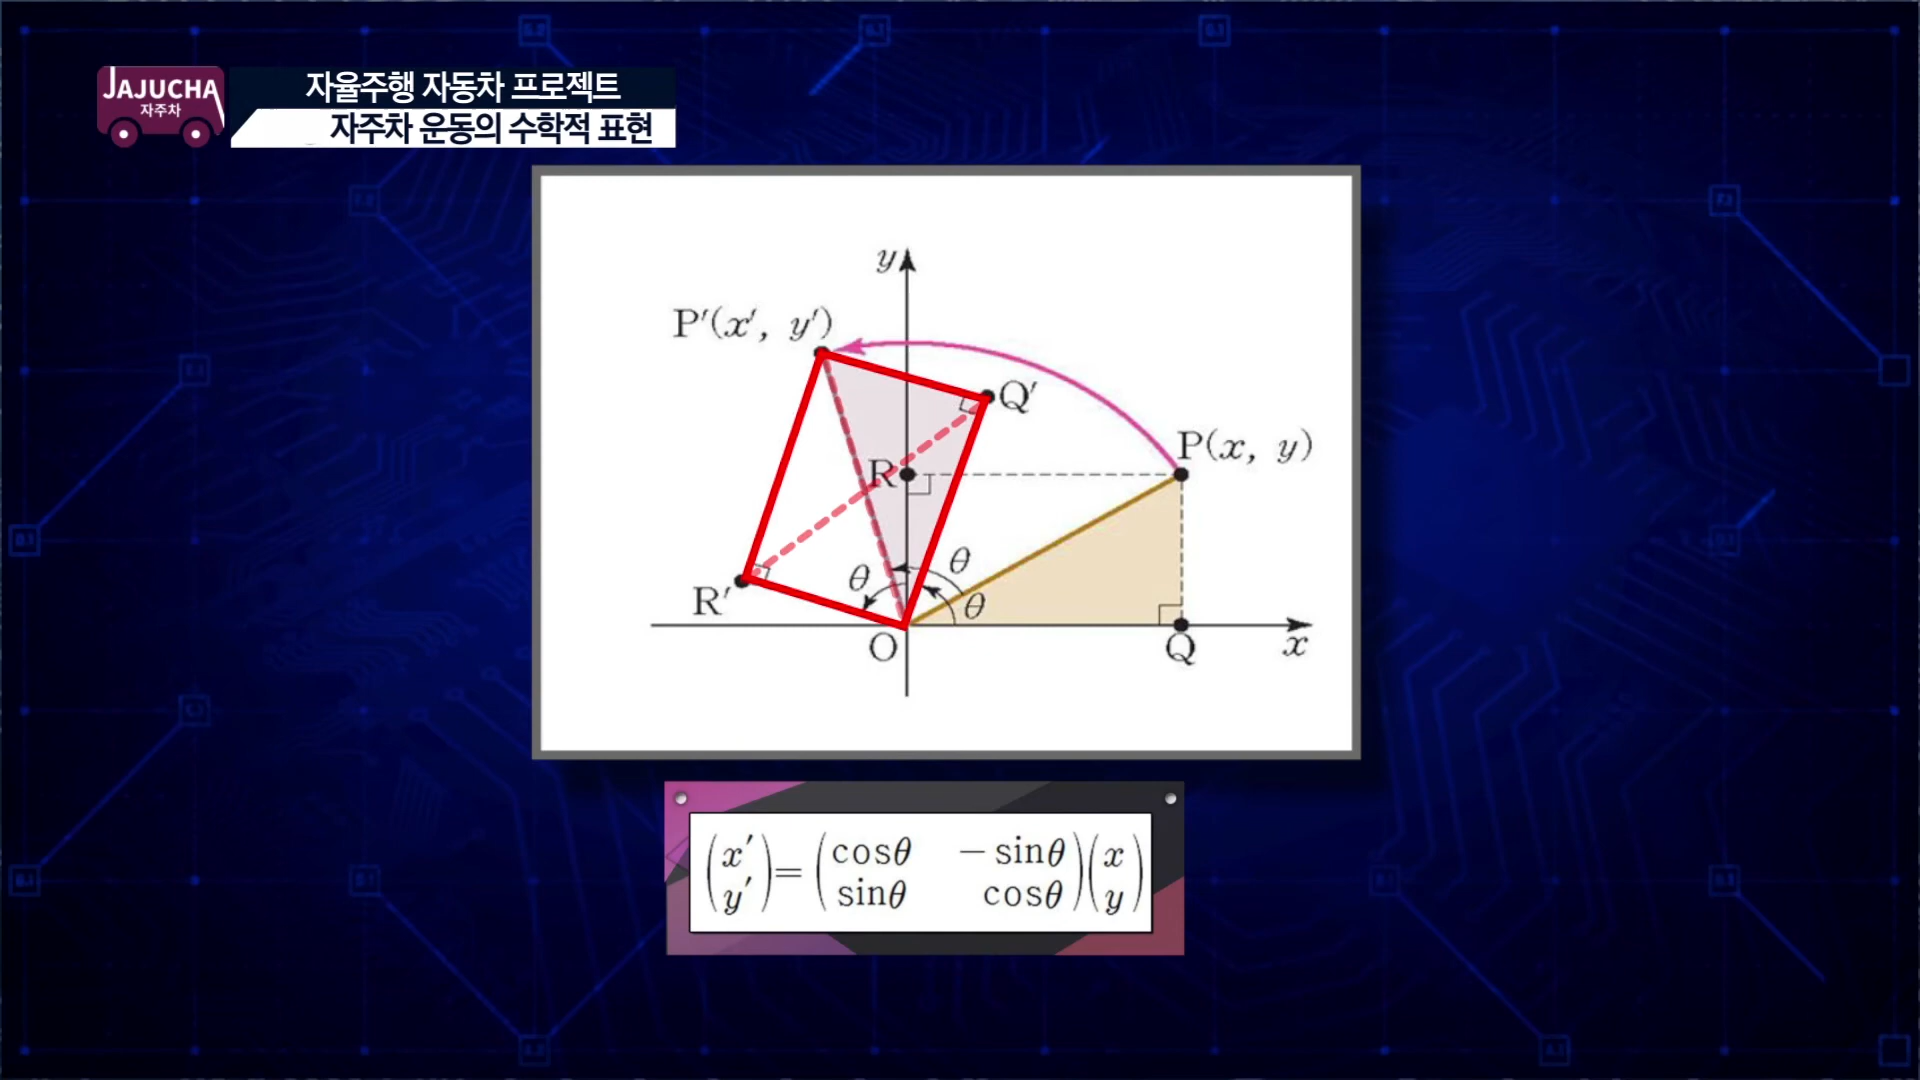 JAJUCHA
자주차
자율주행 자동차 프로젝트
자주차 운동의 수학적 표현
y
P′(x′, y′)
Q′
P(x, y)
R
θ
θ
θ
R′
O
Q
x
(x′ y′) = (cosθ −sinθ sinθ cosθ)(x y)